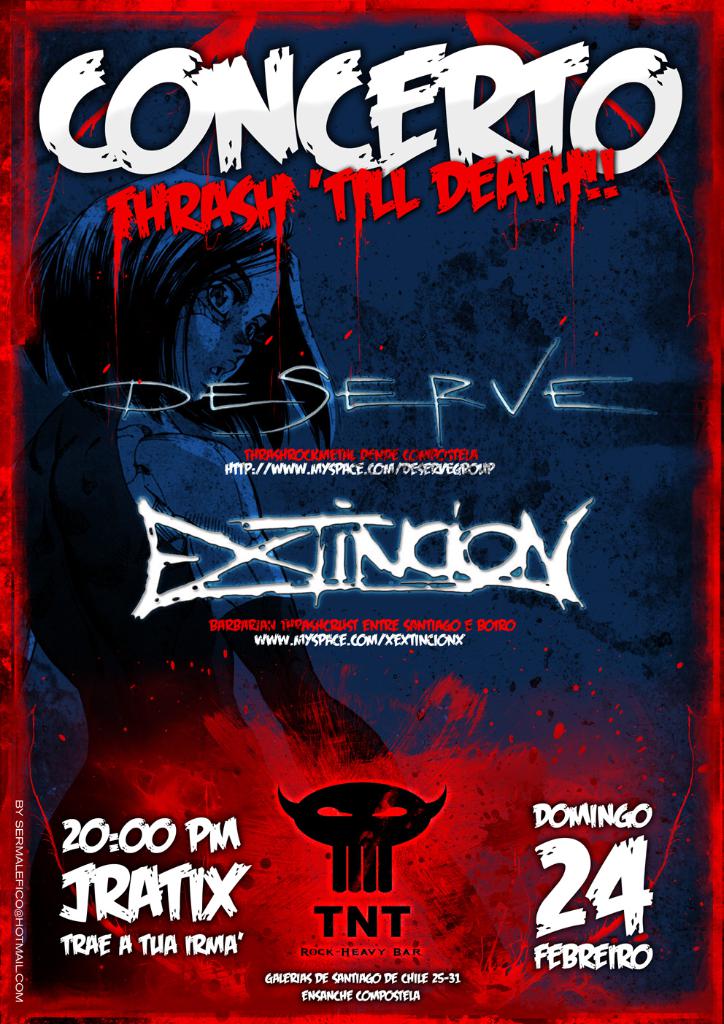 CONCERTO
THRASH 'TILL DEATH!!
DESERVE
THRASHROCKMETAL DENDE COMPOSTELA
HTTP://WWW.MYSPACE.COM/DESERVEGROUP
EXTINCION
BARBARIAN THRASHCRUST ENTRE SANTIAGO E BOIRO
WWW.MYSPACE.COM/XEXTINCIONX
20:00 PM
JRATIX
TRAE A TUA IRMA'
TNT
ROCK-HEAVY BAR
GALERIAS DE SANTIAGO DE CHILE 25-31
ENSANCHE COMPOSTELA
DOMINGO
24
FEBREIRO
BY SERMALEFICO@HOTMAIL.COM